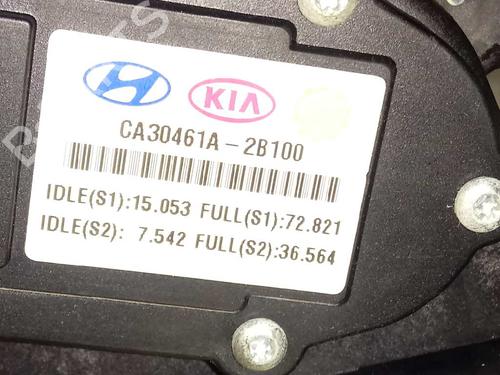 KIA
CA30461A-2B100
IDLE(S1):15.053 FULL(S1):72.821
IDLE(S2): 7.542 FULL(S2):36.564